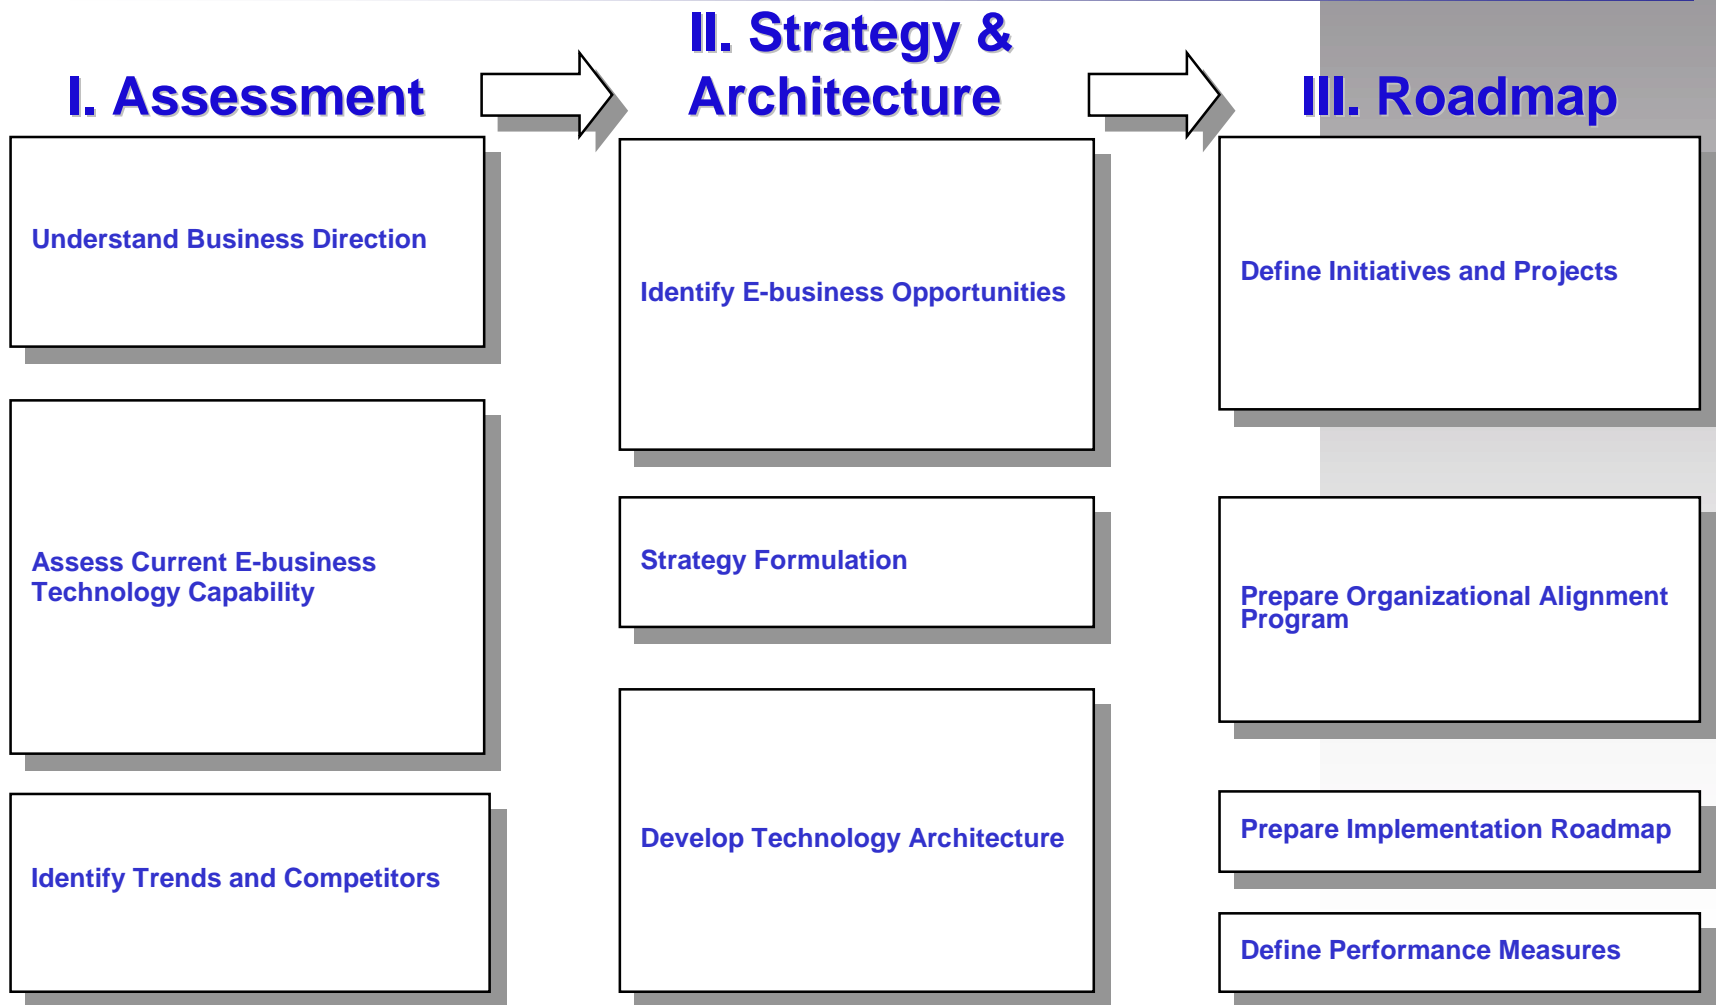 I. Assessment
Understand Business Direction
Assess Current E-business
Technology Capability
Identify Trends and Competitors
II. Strategy &
Architecture
Identify E-business Opportunities
Strategy Formulation
Develop Technology Architecture
III. Roadmap
Define Initiatives and Projects
Prepare Organizational Alignment
Program
Prepare Implementation Roadmap
Define Performance Measures